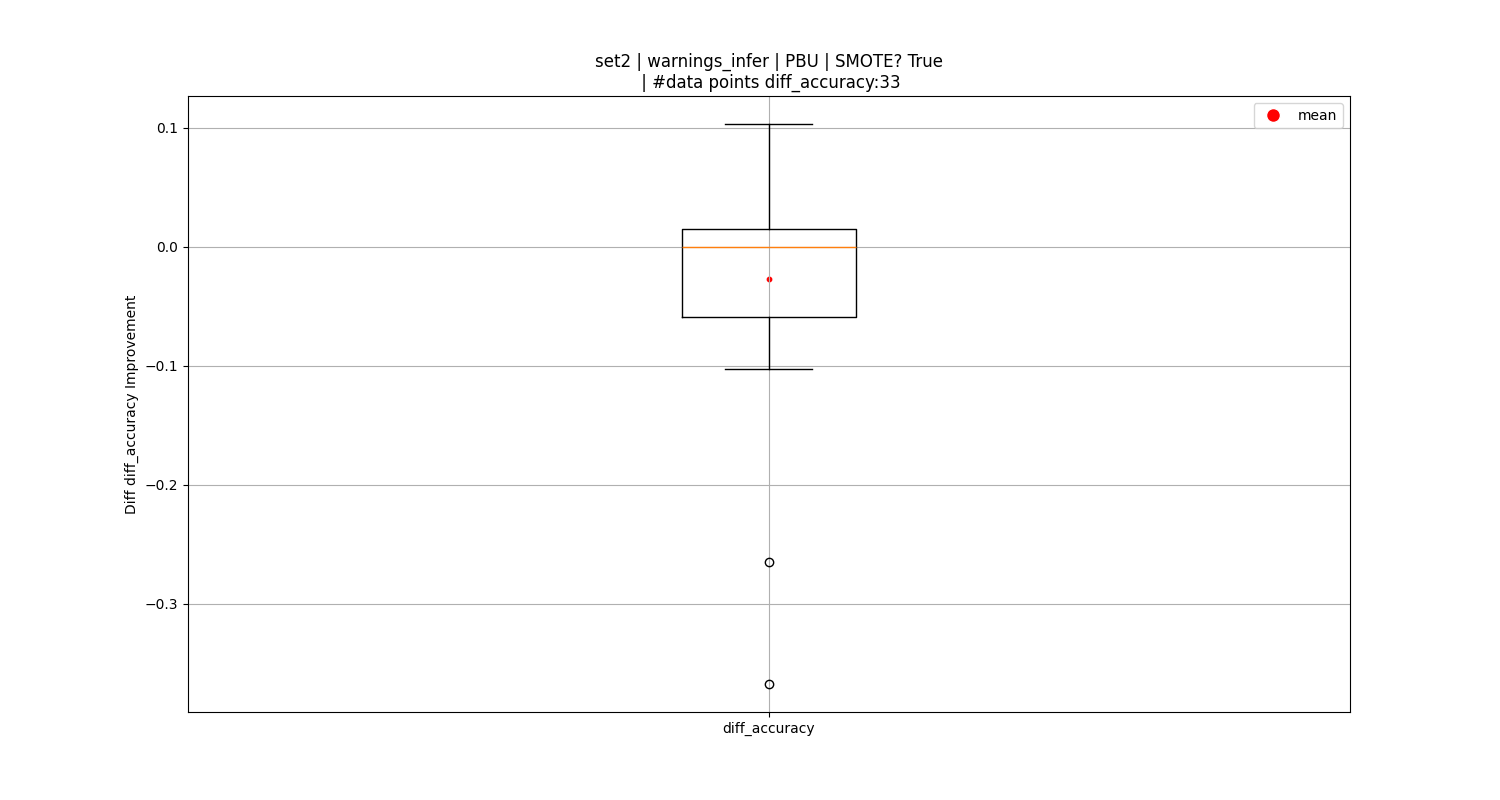 set2 | warnings_infer | PBU | SMOTE? True
| #data points diff_accuracy:33
mean
0.1
0.0
−0.1
−0.2
−0.3
Diff diff_accuracy Improvement
diff_accuracy